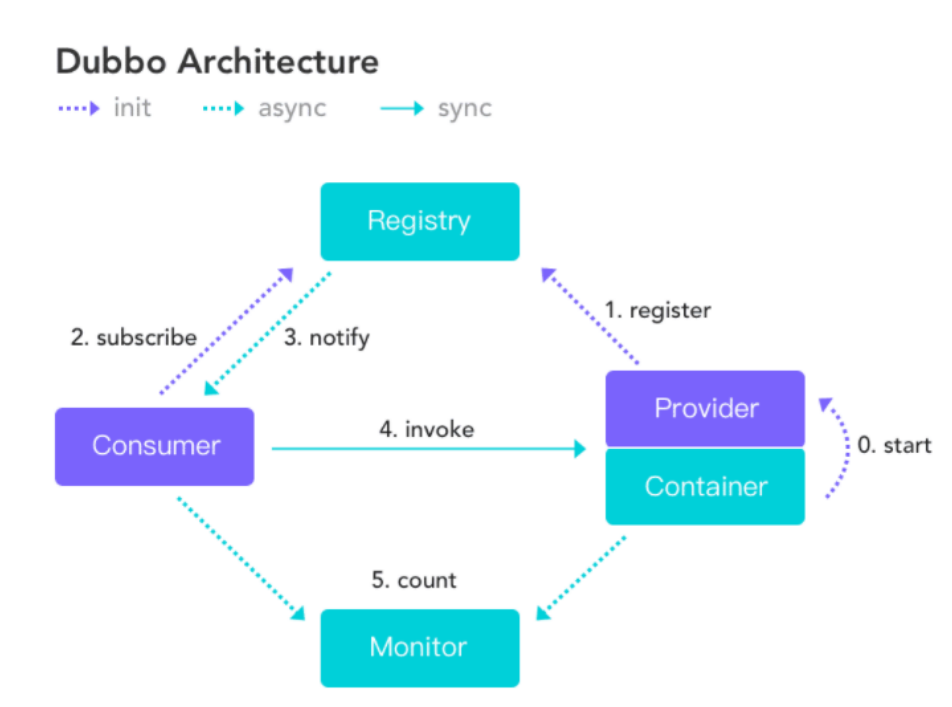 Dubbo Architecture
init async sync
Registry
1. register
2. subscribe
3. notify
Provider
4. invoke
Consumer
0. start
Container
5. count
Monitor